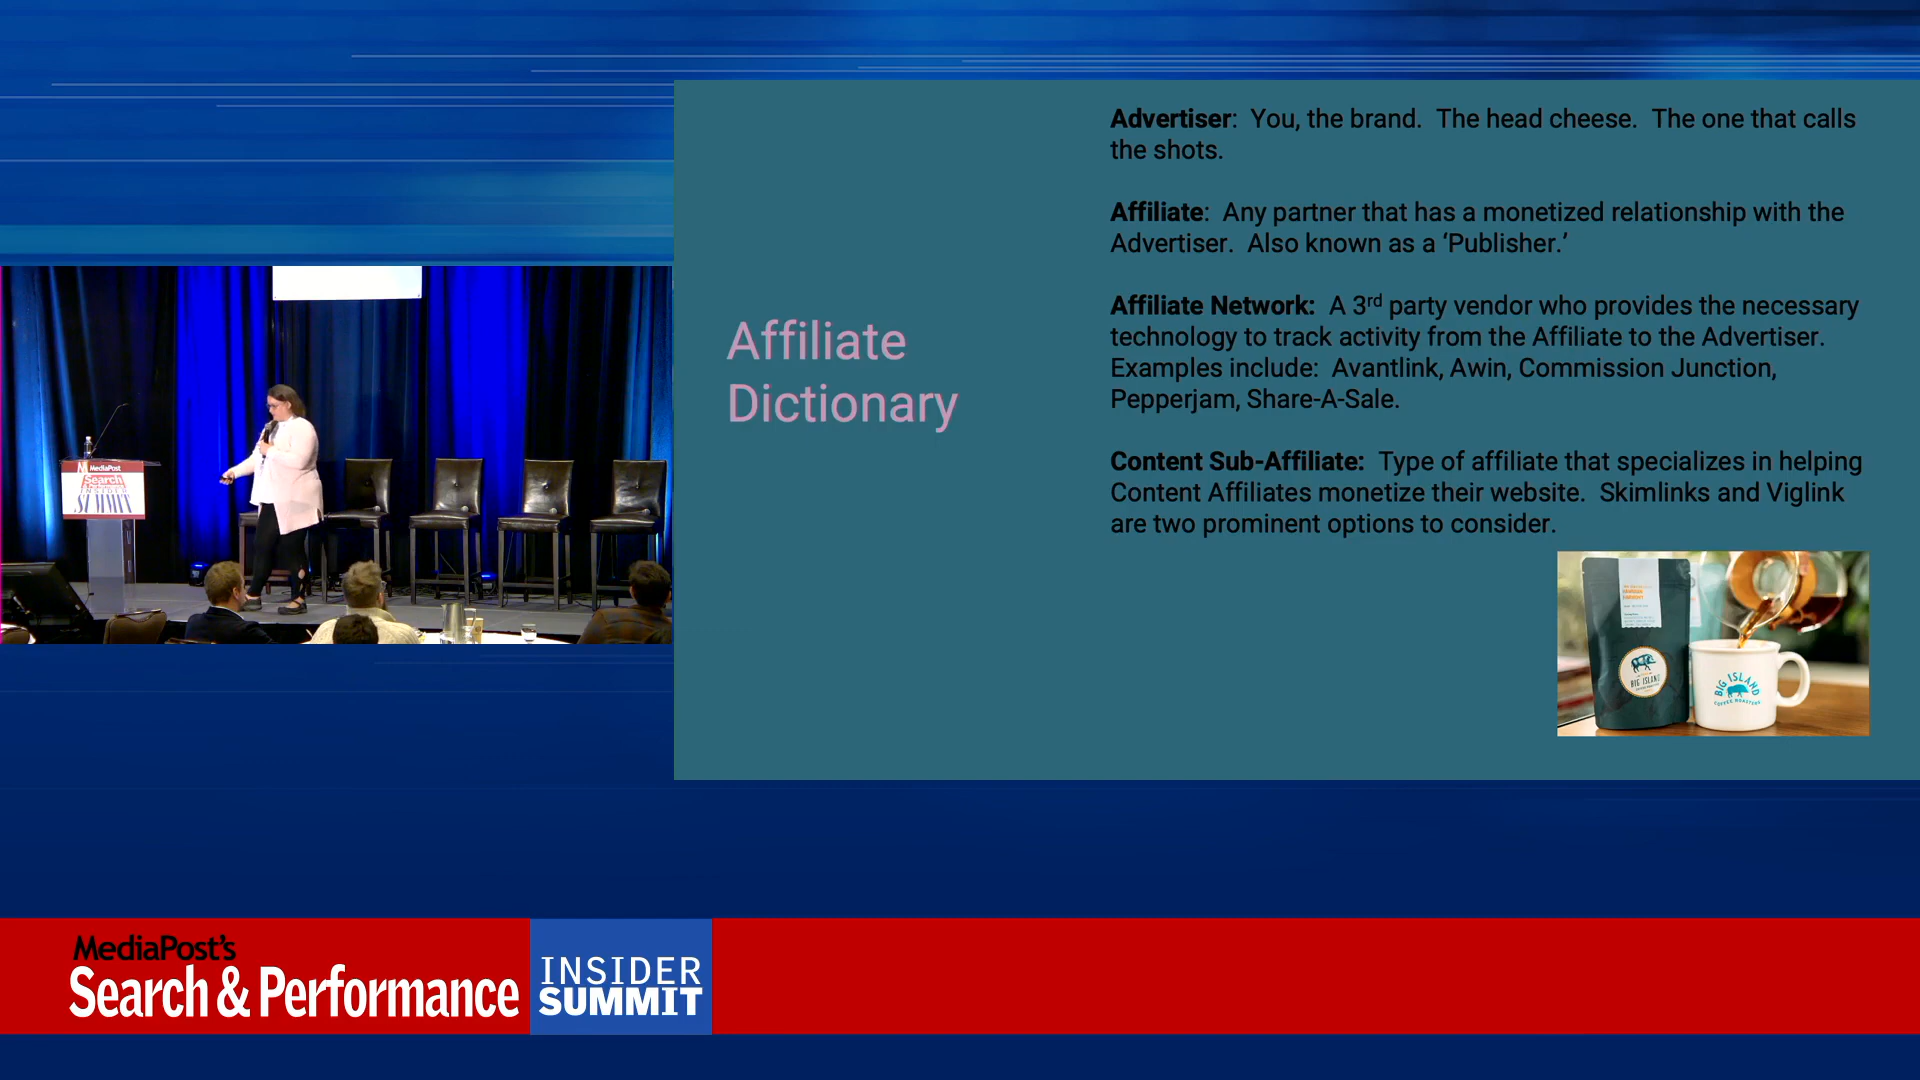 Advertiser: You, the brand. The head cheese. The one that calls
the shots.
Affiliate: Any partner that has a monetized relationship with the
Advertiser. Also known as a ‘Publisher.’
Affiliate Network: A 3rd party vendor who provides the necessary
technology to track activity from the Affiliate to the Advertiser.
Examples include: Avantlink, Awin, Commission Junction,
Pepperjam, Share-A-Sale.
Content Sub-Affiliate: Type of affiliate that specializes in helping
Content Affiliates monetize their website. Skimlinks and Viglink
are two prominent options to consider.
Affiliate
Dictionary
MediaPost
Search
INSIDER
SUMMIT
BIG ISLAND
BIG ISLAND
COFFEE ROASTERS
MediaPost’s
Search & Performance
INSIDER
SUMMIT